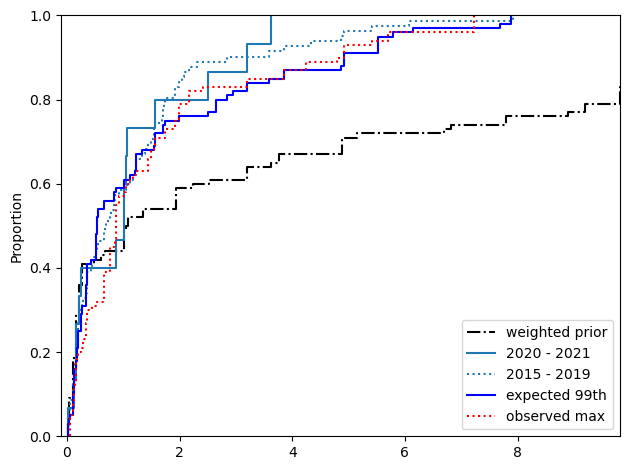 1.0
0.8
0.6
0.4
0.2
0.0
Proportion
weighted prior
2020 - 2021
2015 - 2019
expected 99th
observed max
0 2 4 6 8